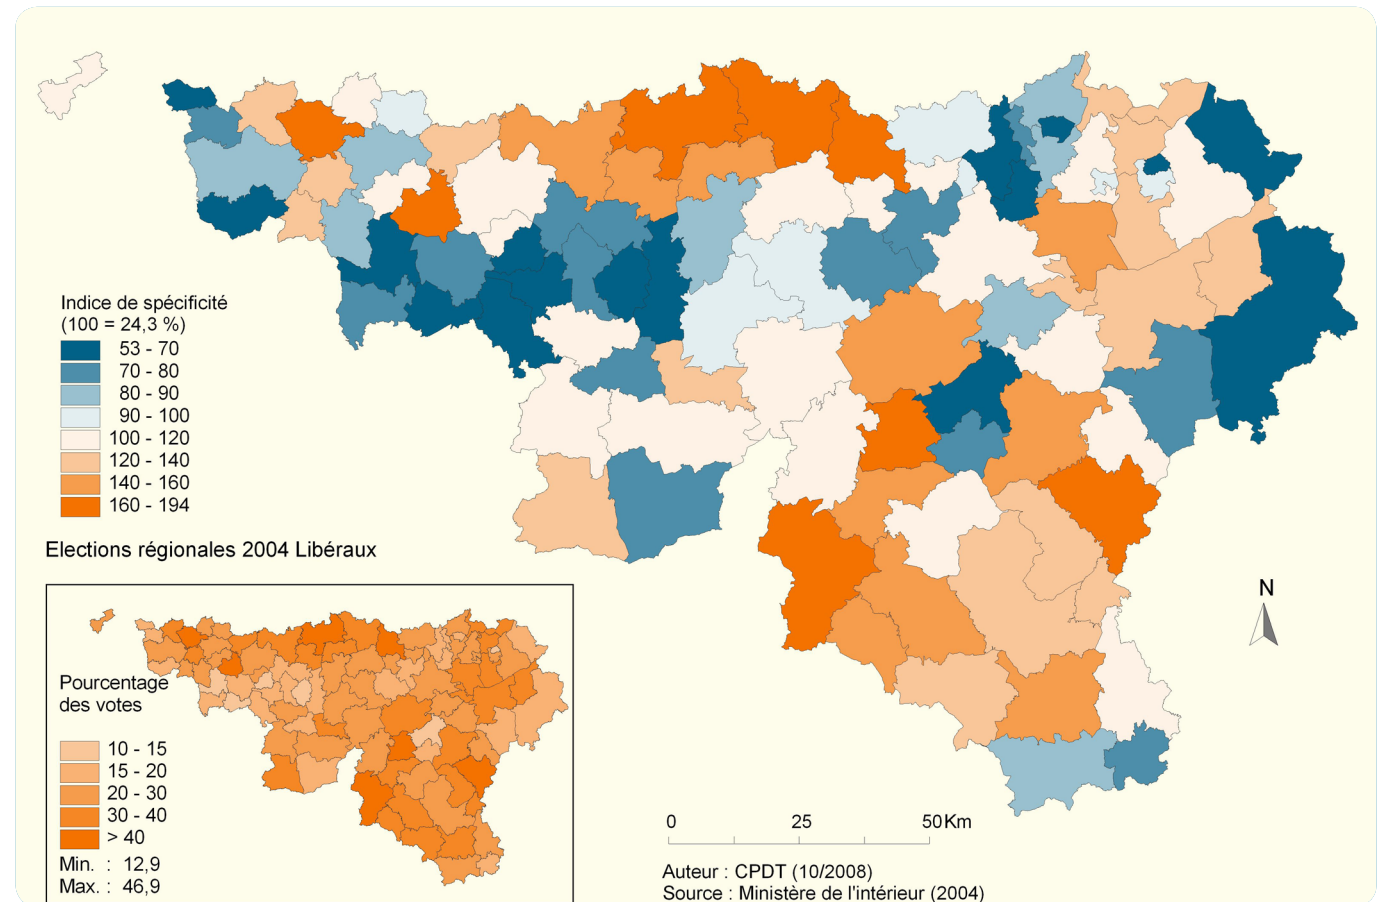 Indice de spécificité
(100 = 24,3 %)
53 - 70
70 - 80
80 - 90
90 - 100
100 - 120
120 - 140
140 - 160
160 - 194
Elections régionales 2004 Libéraux
N
Pourcentage
des votes
10 - 15
15 - 20
20 - 30
30 - 40
> 40
Min. : 12,9
Max. : 46,9
0 25 50Km
Auteur : CPDT (10/2008)
Source : Ministère de l'intérieur (2004)